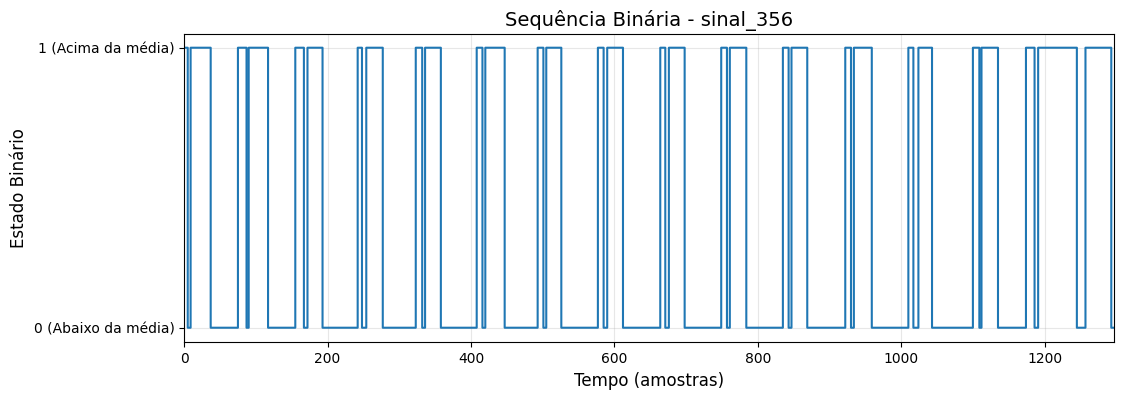 Sequência Binária - sinal_356
Estado Binário
1 (Acima da média)
0 (Abaixo da média)
0 200 400 600 800 1000 1200
Tempo (amostras)